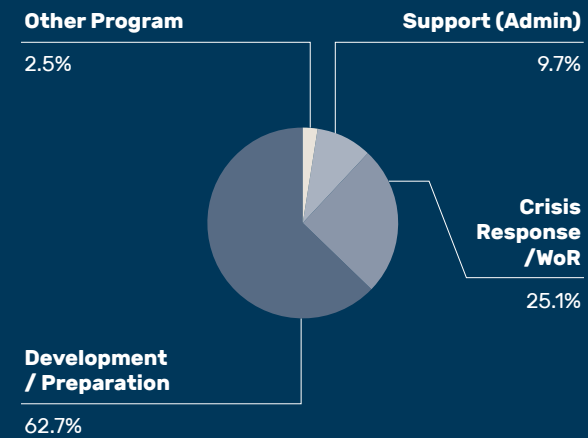 Other Program
2.5%
Support (Admin)
9.7%
Crisis
Response
/WoR
25.1%
Development
/ Preparation
62.7%